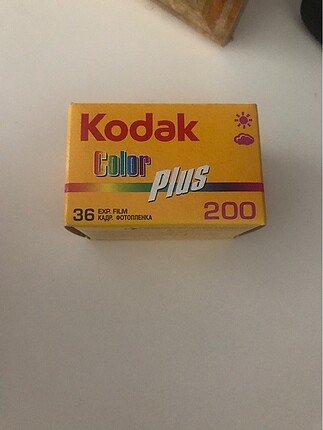 Kodak
Color
Plus
36 EXP. FILM
КАДР. ФОТОПЛЕНКА
200